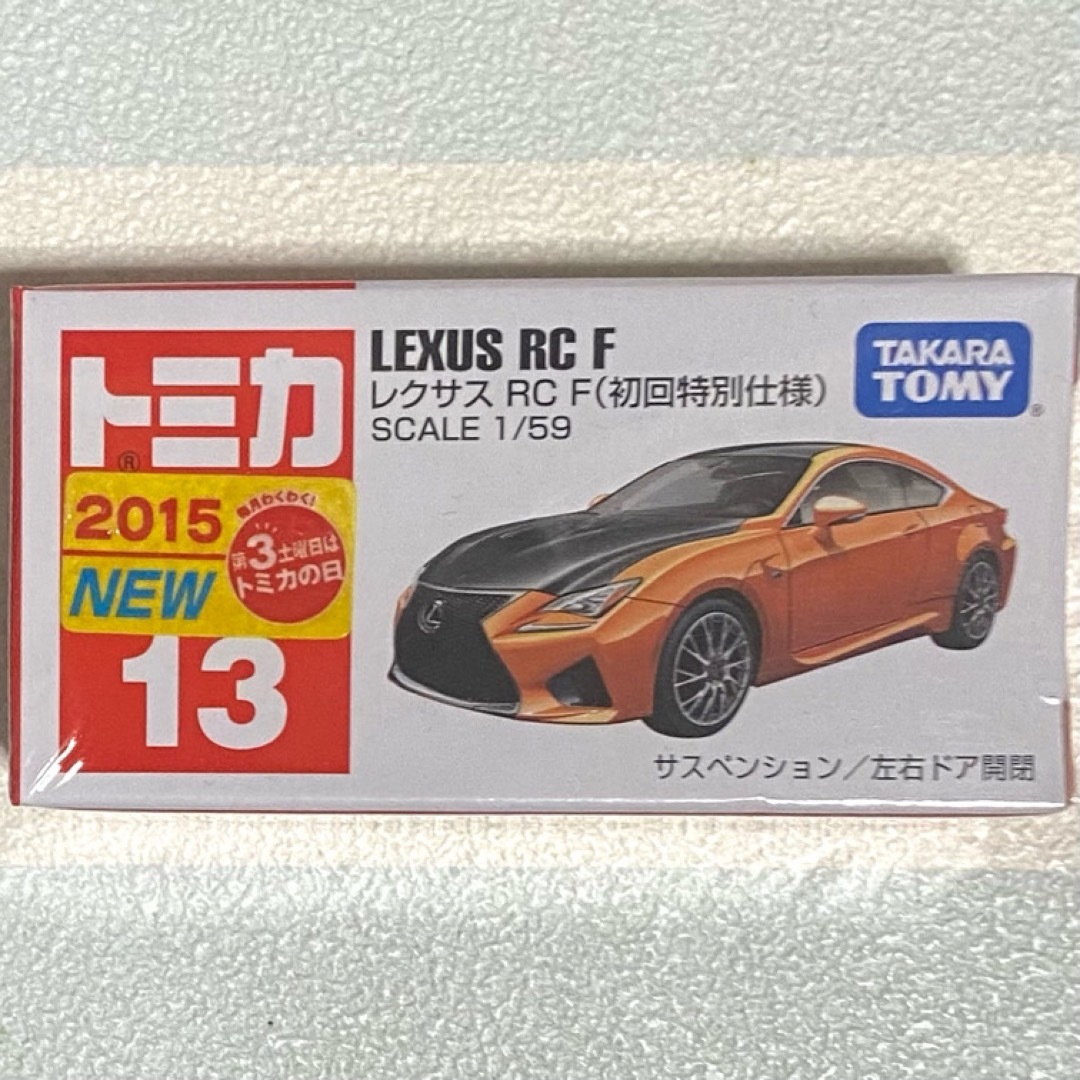 LEXUS RC F
レクサス RC F(初回特別仕様)
SCALE 1/59
TAKARA
TOMY
®
トミカ
®
2015
NEW
毎月わくわく!
第3土曜日は
トミカの日
13
サスペンション/左右ドア開閉